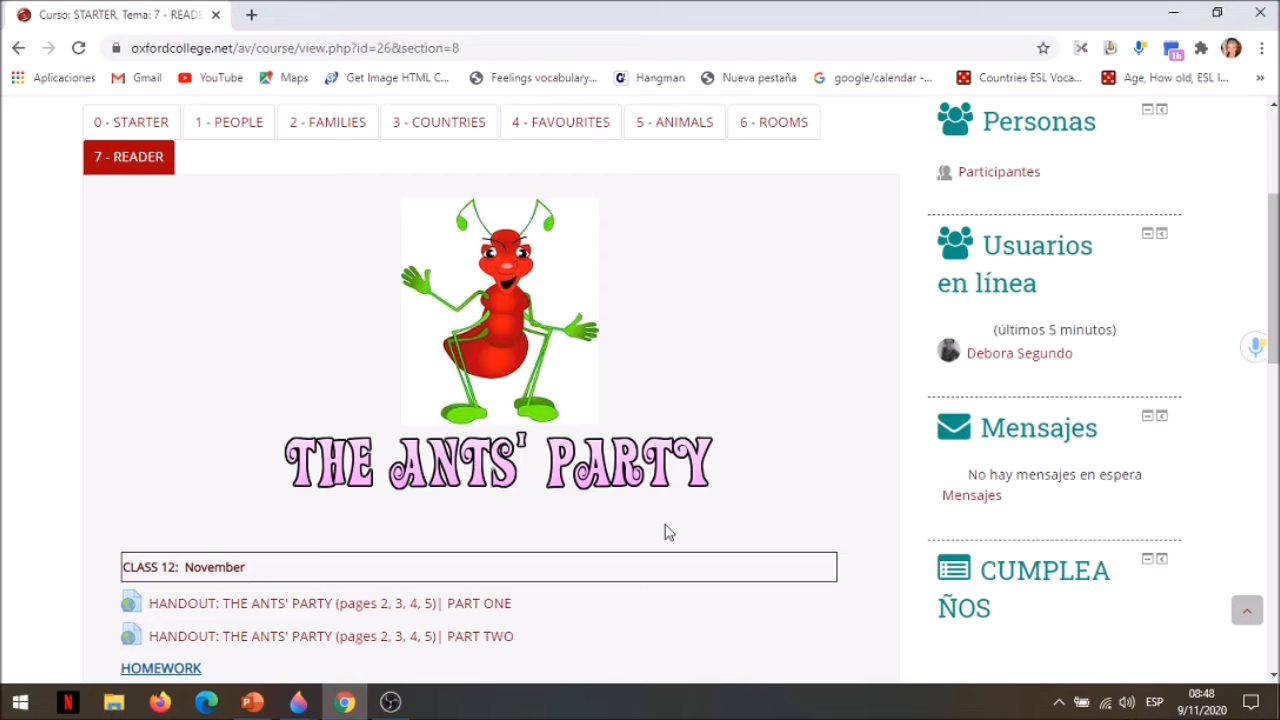 Curso: STARTER, Tema: 7 - READE
oxfordcollege.net/av/course/view.php?id=26&section=8
Aplicaciones
Gmail
YouTube
Maps
Get Image HTML C...
Feelings vocabulary...
Hangman
Nueva pestaña
google/calendar -...
Countries ESL Voca...
Age, How old, ESL I...
»
0 - STARTER
1 - PEOPLE
2 - FAMILIES
3 - COUNTRIES
4 - FAVOURITES
5 - ANIMALS
6 - ROOMS
7 - READER
THE ANTS' PARTY
CLASS 12: November
HANDOUT: THE ANTS' PARTY (pages 2, 3, 4, 5)| PART ONE
HANDOUT: THE ANTS' PARTY (pages 2, 3, 4, 5)| PART TWO
HOMEWORK
Personas
Participantes
Usuarios
en línea
(últimos 5 minutos)
Debora Segundo
Mensajes
No hay mensajes en espera
Mensajes
CUMPLEA
ÑOS
1h
N
P
ESP
08:48
9/11/2020